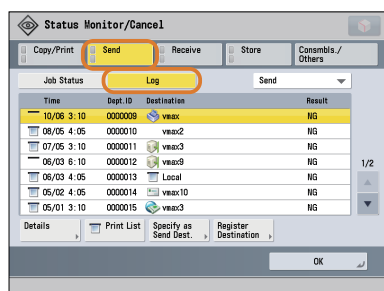 Status Monitor/Cancel
Copy/Print Send Receive Store Consmbls./
Others
Job Status Log Send
Time Dept.ID Destination Result
10/06 3:10 0000009 vmax NG
08/05 4:05 0000010 vmax2 NG
07/05 3:10 0000011 vmax3 NG
06/03 6:10 0000012 vmax9 NG
06/03 4:05 0000013 Local NG
05/02 4:05 0000014 vmax10 NG
05/01 3:10 0000015 vmax3 NG
1/2
Details Print List Specify as
Send Dest. Register
Destination
OK